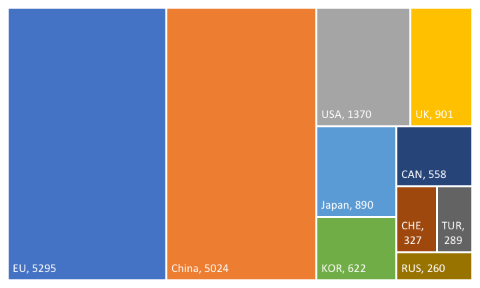 EU, 5295
China, 5024
USA, 1370
UK, 901
Japan, 890
KOR, 622
CAN, 558
CHE,
327
TUR,
289
RUS, 260